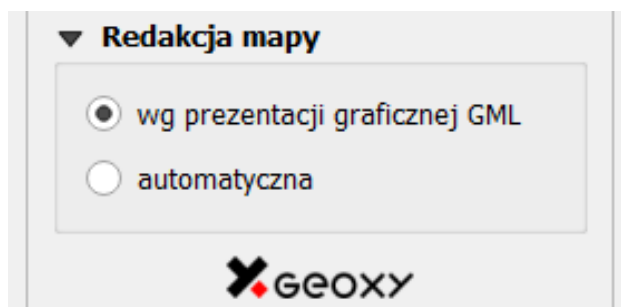 Redakcja mapy
wg prezentacji graficznej GML
automatyczna
GEOXY